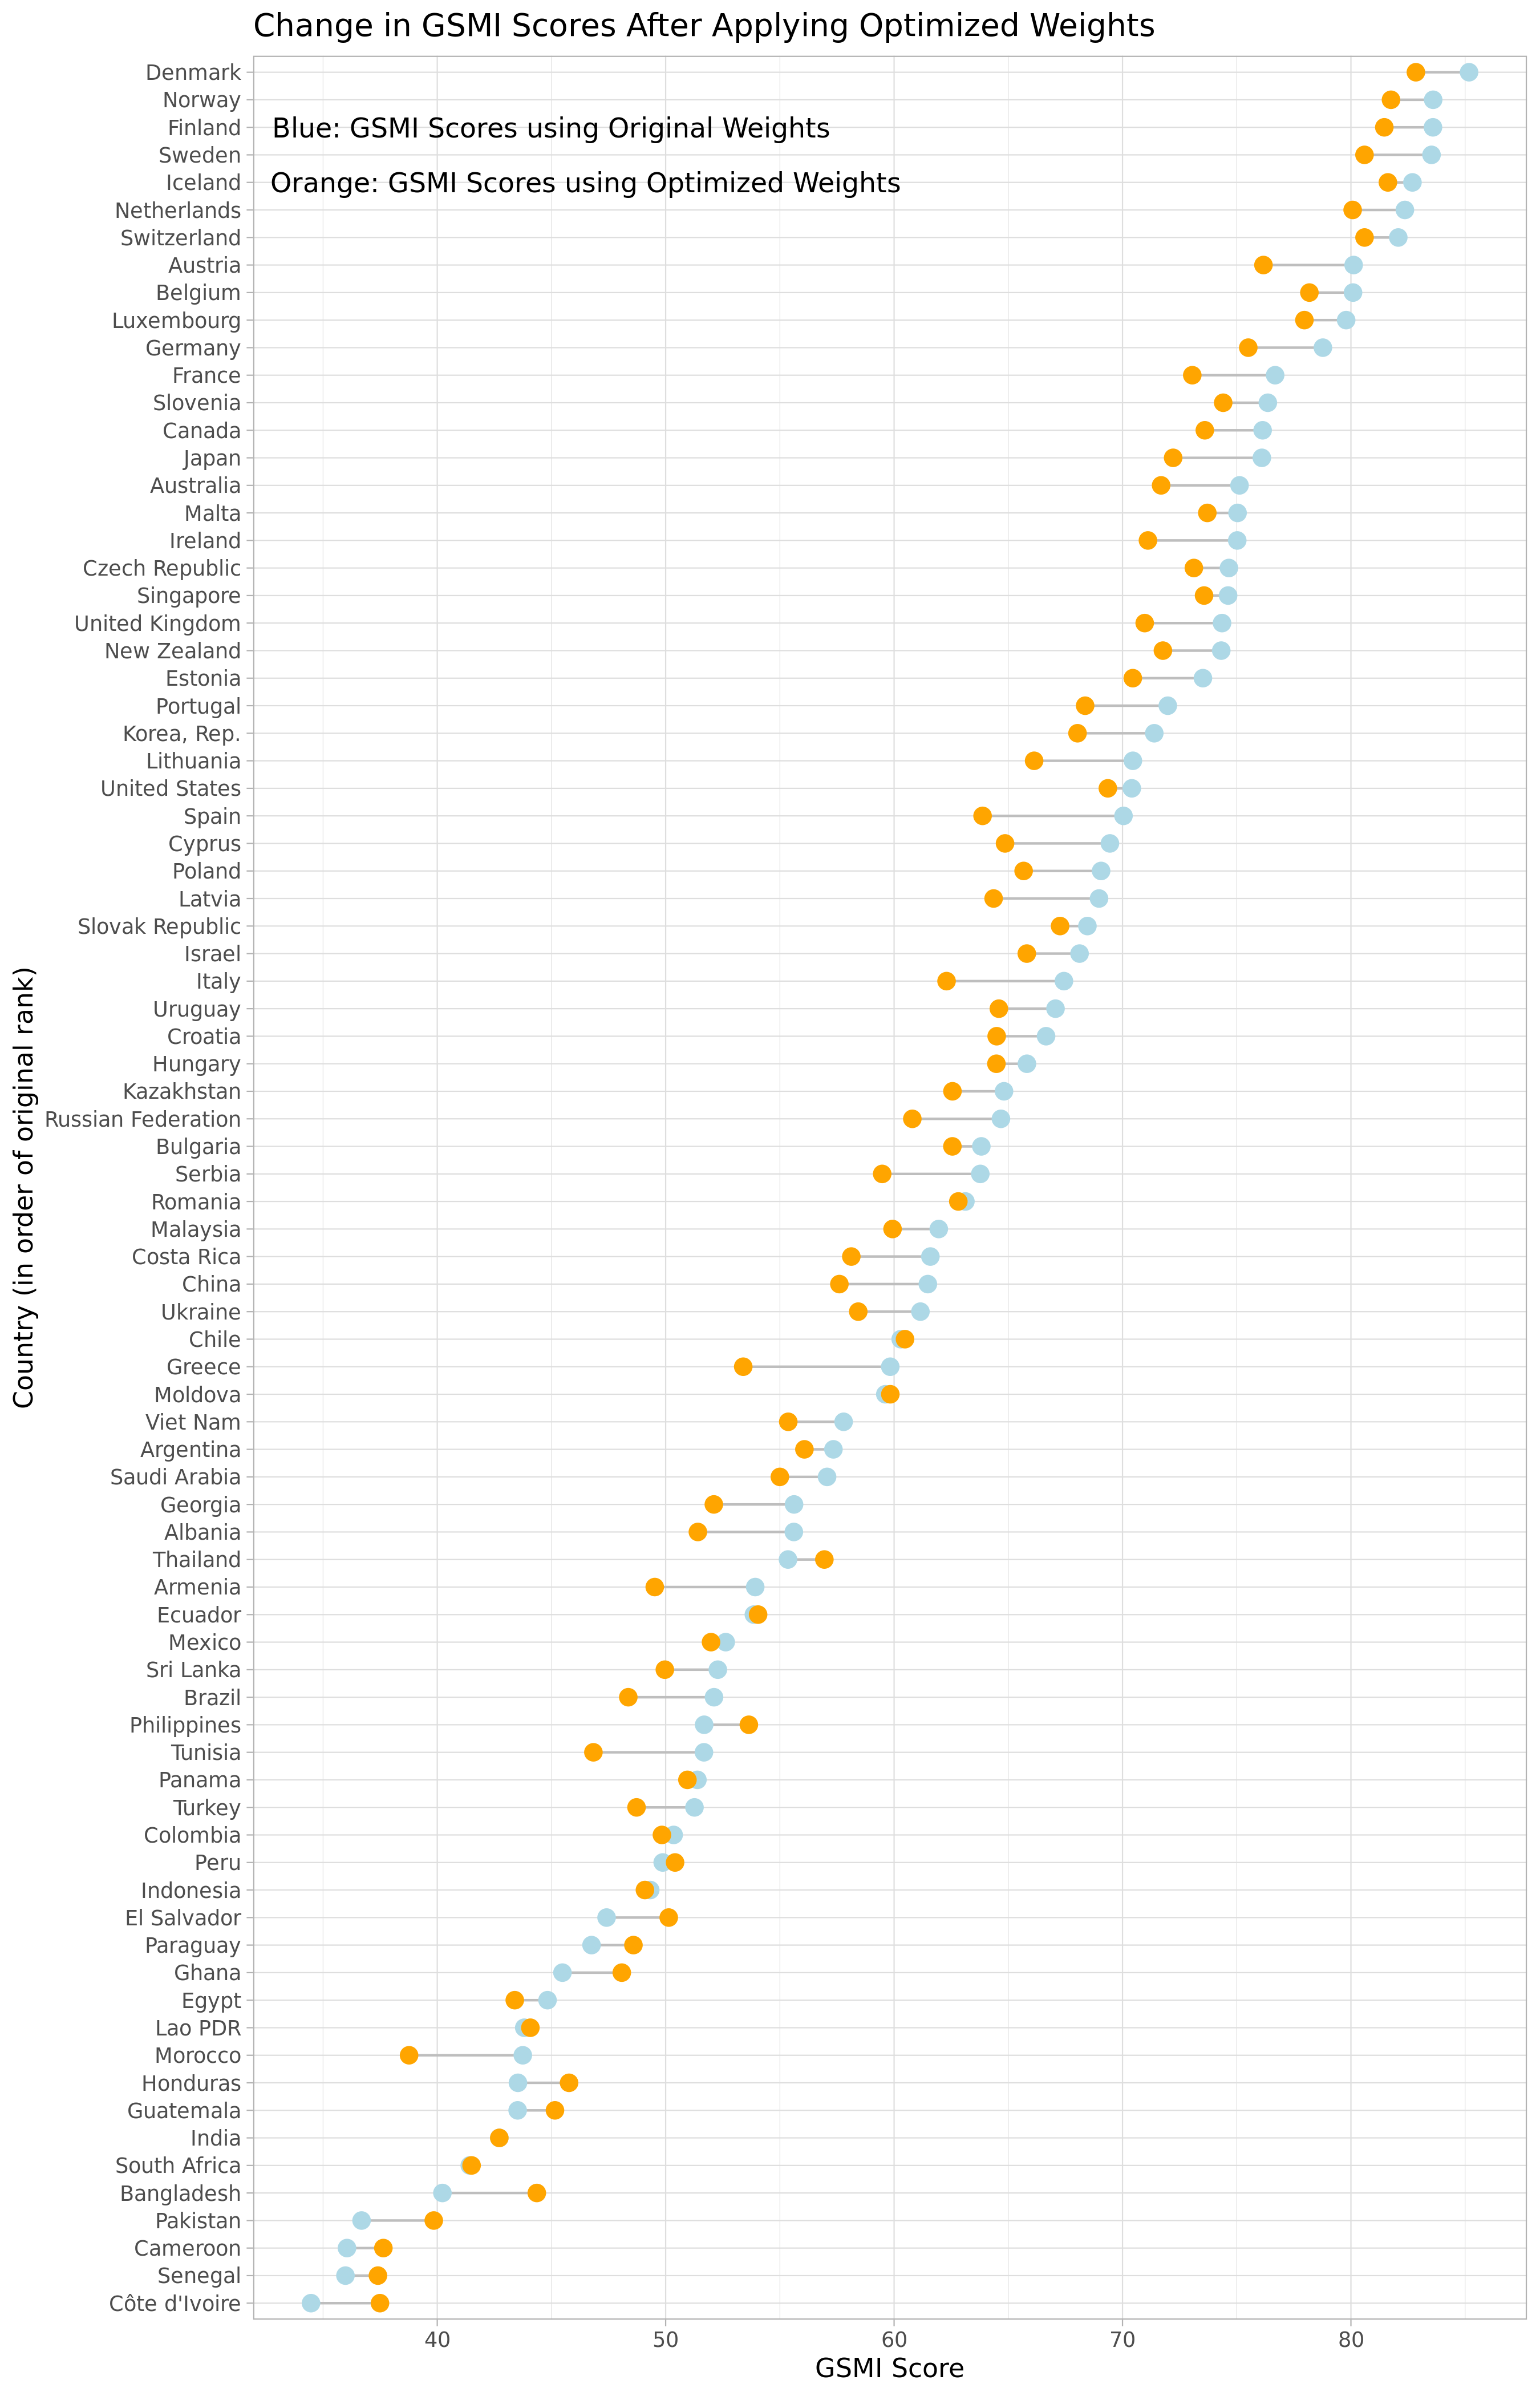 Change in GSMI Scores After Applying Optimized Weights
Denmark
Norway
Finland
Blue: GSMI Scores using Original Weights
Sweden
Iceland
Orange: GSMI Scores using Optimized Weights
Netherlands
Switzerland
Austria
Belgium
Luxembourg
Germany
France
Slovenia
Canada
Japan
Australia
Malta
Ireland
Czech Republic
Singapore
United Kingdom
New Zealand
Estonia
Portugal
Korea, Rep.
Lithuania
United States
Spain
Cyprus
Poland
Latvia
Slovak Republic
Israel
Italy
Uruguay
Croatia
Hungary
Kazakhstan
Russian Federation
Bulgaria
Serbia
Romania
Malaysia
Costa Rica
China
Ukraine
Chile
Greece
Moldova
Viet Nam
Argentina
Saudi Arabia
Georgia
Albania
Thailand
Armenia
Ecuador
Mexico
Sri Lanka
Brazil
Philippines
Tunisia
Panama
Turkey
Colombia
Peru
Indonesia
El Salvador
Paraguay
Ghana
Egypt
Lao PDR
Morocco
Honduras
Guatemala
India
South Africa
Bangladesh
Pakistan
Cameroon
Senegal
Côte d'Ivoire
Country (in order of original rank)
40 50 60 70 80
GSMI Score